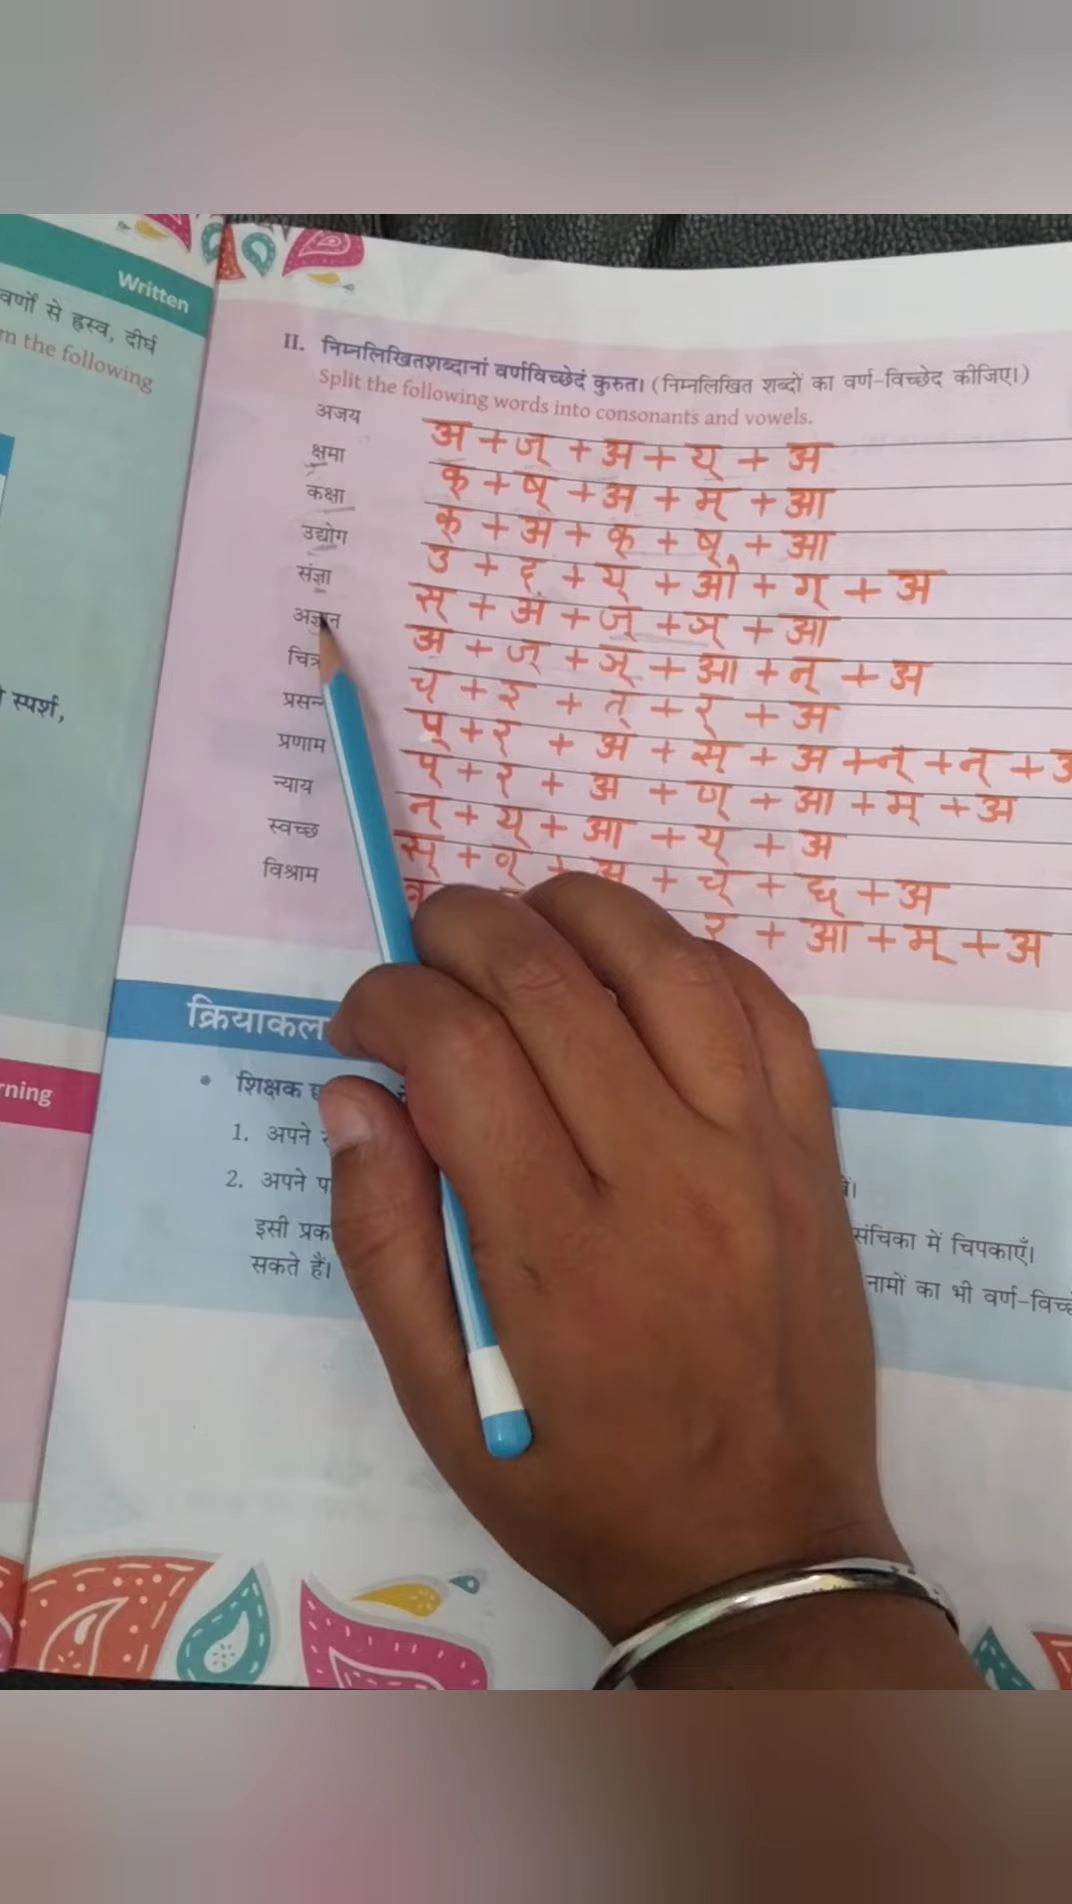 Written
वर्णों से ह्रस्व, दीर्घ
m the following
स्पर्श,
rning
II. निम्नलिखितशब्दानां वर्णविच्छेदं कुरुत। (निम्नलिखित शब्दों का वर्ण-विच्छेद कीजिए।)
Split the following words into consonants and vowels.
अजय अ + ज् + अ + य् + अ
क्षमा क् + ष् + अ + म् + आ
कक्षा क् + अ + क् + ष् + आ
उद्योग उ + द् + य् + ओ + ग् + अ
संज्ञा स् + अं + ज् + ञ् + आ
अज्ञान अ + ज् + ञ् + आ + न् + अ
चित्र च् + इ + त् + र् + अ
प्रसन्न प् + र् + अ + स् + अ + न् + न् + अ
प्रणाम प् + र् + अ + ण् + आ + म् + अ
न्याय न् + य् + आ + य् + अ
स्वच्छ स् + व् + अ + च् + छ् + अ
विश्राम व् र् + आ + म् + अ
क्रियाकल
• शिक्षक छ
1. अपने
2. अपने प
इसी प्रक
सकते हैं।
संचिका में चिपकाएँ।
नामों का भी वर्ण-विच्छे